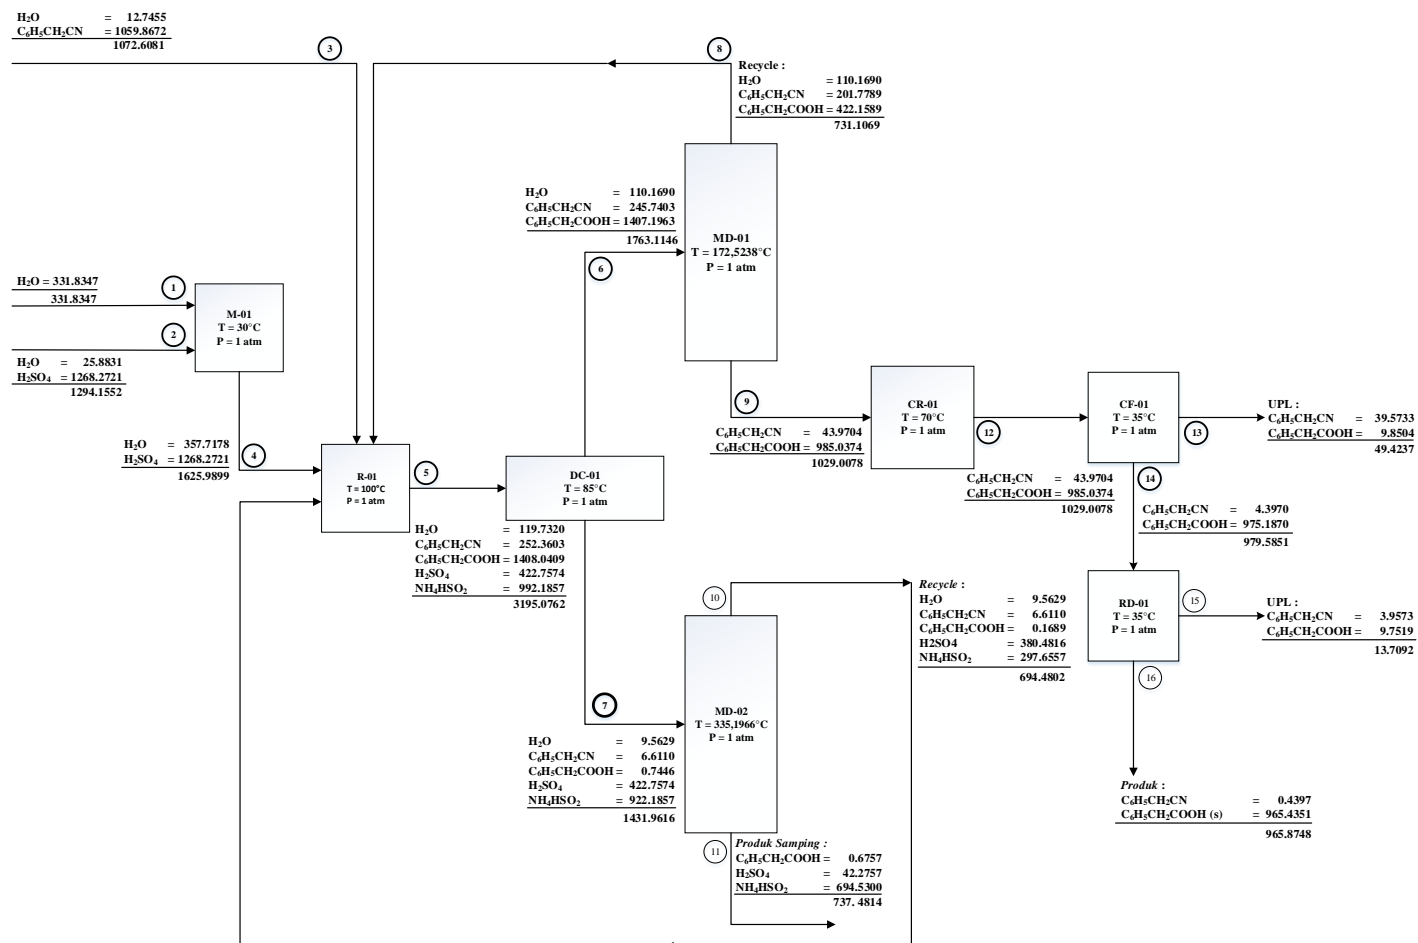 H₂O = 12.7455
C₆H₅CH₂CN = 1059.8672
1072.6081
3
8
Recycle :
H₂O = 110.1690
C₆H₅CH₂CN = 201.7789
C₆H₅CH₂COOH = 422.1589
731.1069
H₂O = 110.1690
C₆H₅CH₂CN = 245.7403
C₆H₅CH₂COOH = 1407.1963
1763.1146
6
MD-01
T = 172,5238°C
P = 1 atm
H₂O = 331.8347
331.8347
1
2
H₂O = 25.8831
H₂SO₄ = 1268.2721
1294.1552
M-01
T = 30°C
P = 1 atm
H₂O = 357.7178
H₂SO₄ = 1268.2721
1625.9899
4
R-01
T = 100°C
P = 1 atm
5
H₂O = 119.7320
C₆H₅CH₂CN = 252.3603
C₆H₅CH₂COOH = 1408.0409
H₂SO₄ = 422.7574
NH₄HSO₂ = 992.1857
3195.0762
DC-01
T = 85°C
P = 1 atm
9
C₆H₅CH₂CN = 43.9704
C₆H₅CH₂COOH = 985.0374
1029.0078
CR-01
T = 70°C
P = 1 atm
12
C₆H₅CH₂CN = 43.9704
C₆H₅CH₂COOH = 985.0374
1029.0078
CF-01
T = 35°C
P = 1 atm
13
UPL :
C₆H₅CH₂CN = 39.5733
C₆H₅CH₂COOH = 9.8504
49.4237
14
C₆H₅CH₂CN = 4.3970
C₆H₅CH₂COOH = 975.1870
979.5851
RD-01
T = 35°C
P = 1 atm
15
UPL :
C₆H₅CH₂CN = 3.9573
C₆H₅CH₂COOH = 9.7519
13.7092
16
Produk :
C₆H₅CH₂CN = 0.4397
C₆H₅CH₂COOH (s) = 965.4351
965.8748
10
Recycle :
H₂O = 9.5629
C₆H₅CH₂CN = 6.6110
C₆H₅CH₂COOH = 0.1689
H2SO4 = 380.4816
NH₄HSO₂ = 297.6557
694.4802
7
H₂O = 9.5629
C₆H₅CH₂CN = 6.6110
C₆H₅CH₂COOH = 0.7446
H₂SO₄ = 422.7574
NH₄HSO₂ = 922.1857
1431.9616
MD-02
T = 335,1966°C
P = 1 atm
11
Produk Samping :
C₆H₅CH₂COOH = 0.6757
H₂SO₄ = 42.2757
NH₄HSO₂ = 694.5300
737. 4814